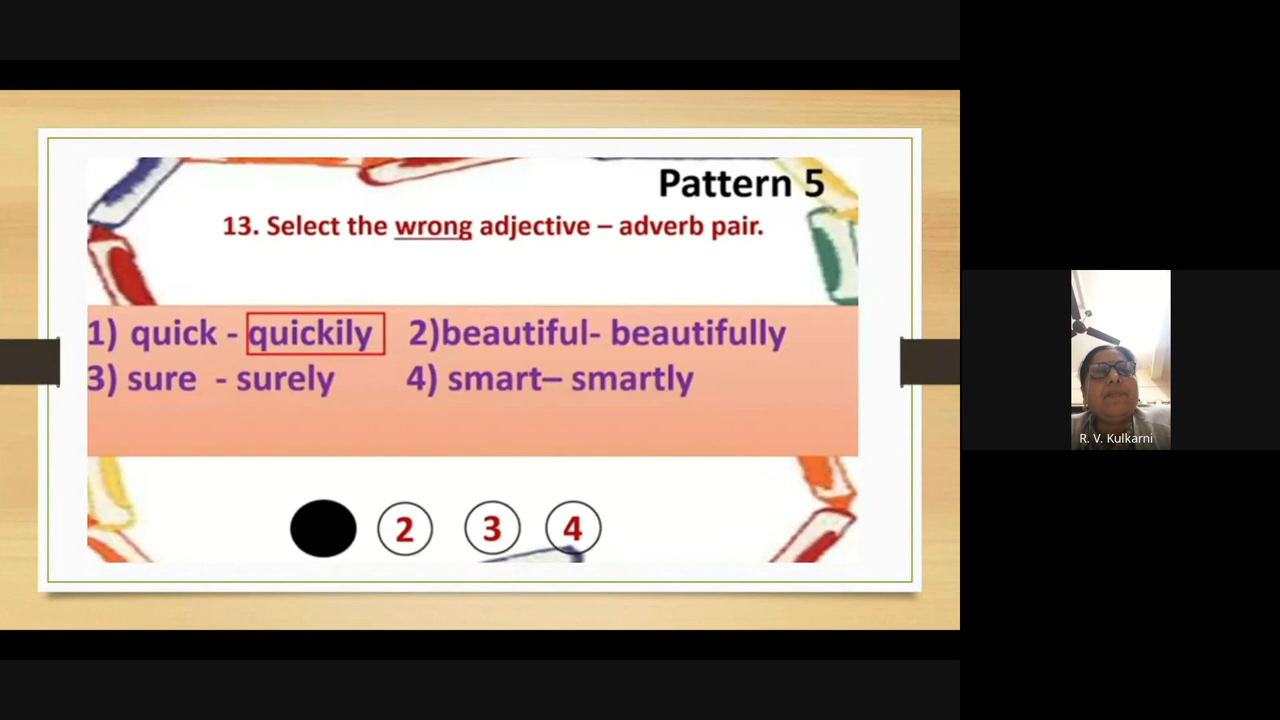 Pattern 5
13. Select the wrong adjective – adverb pair.
1) quick - quickily 2)beautiful- beautifully
3) sure - surely 4) smart– smartly
2 3 4
R. V. Kulkarni